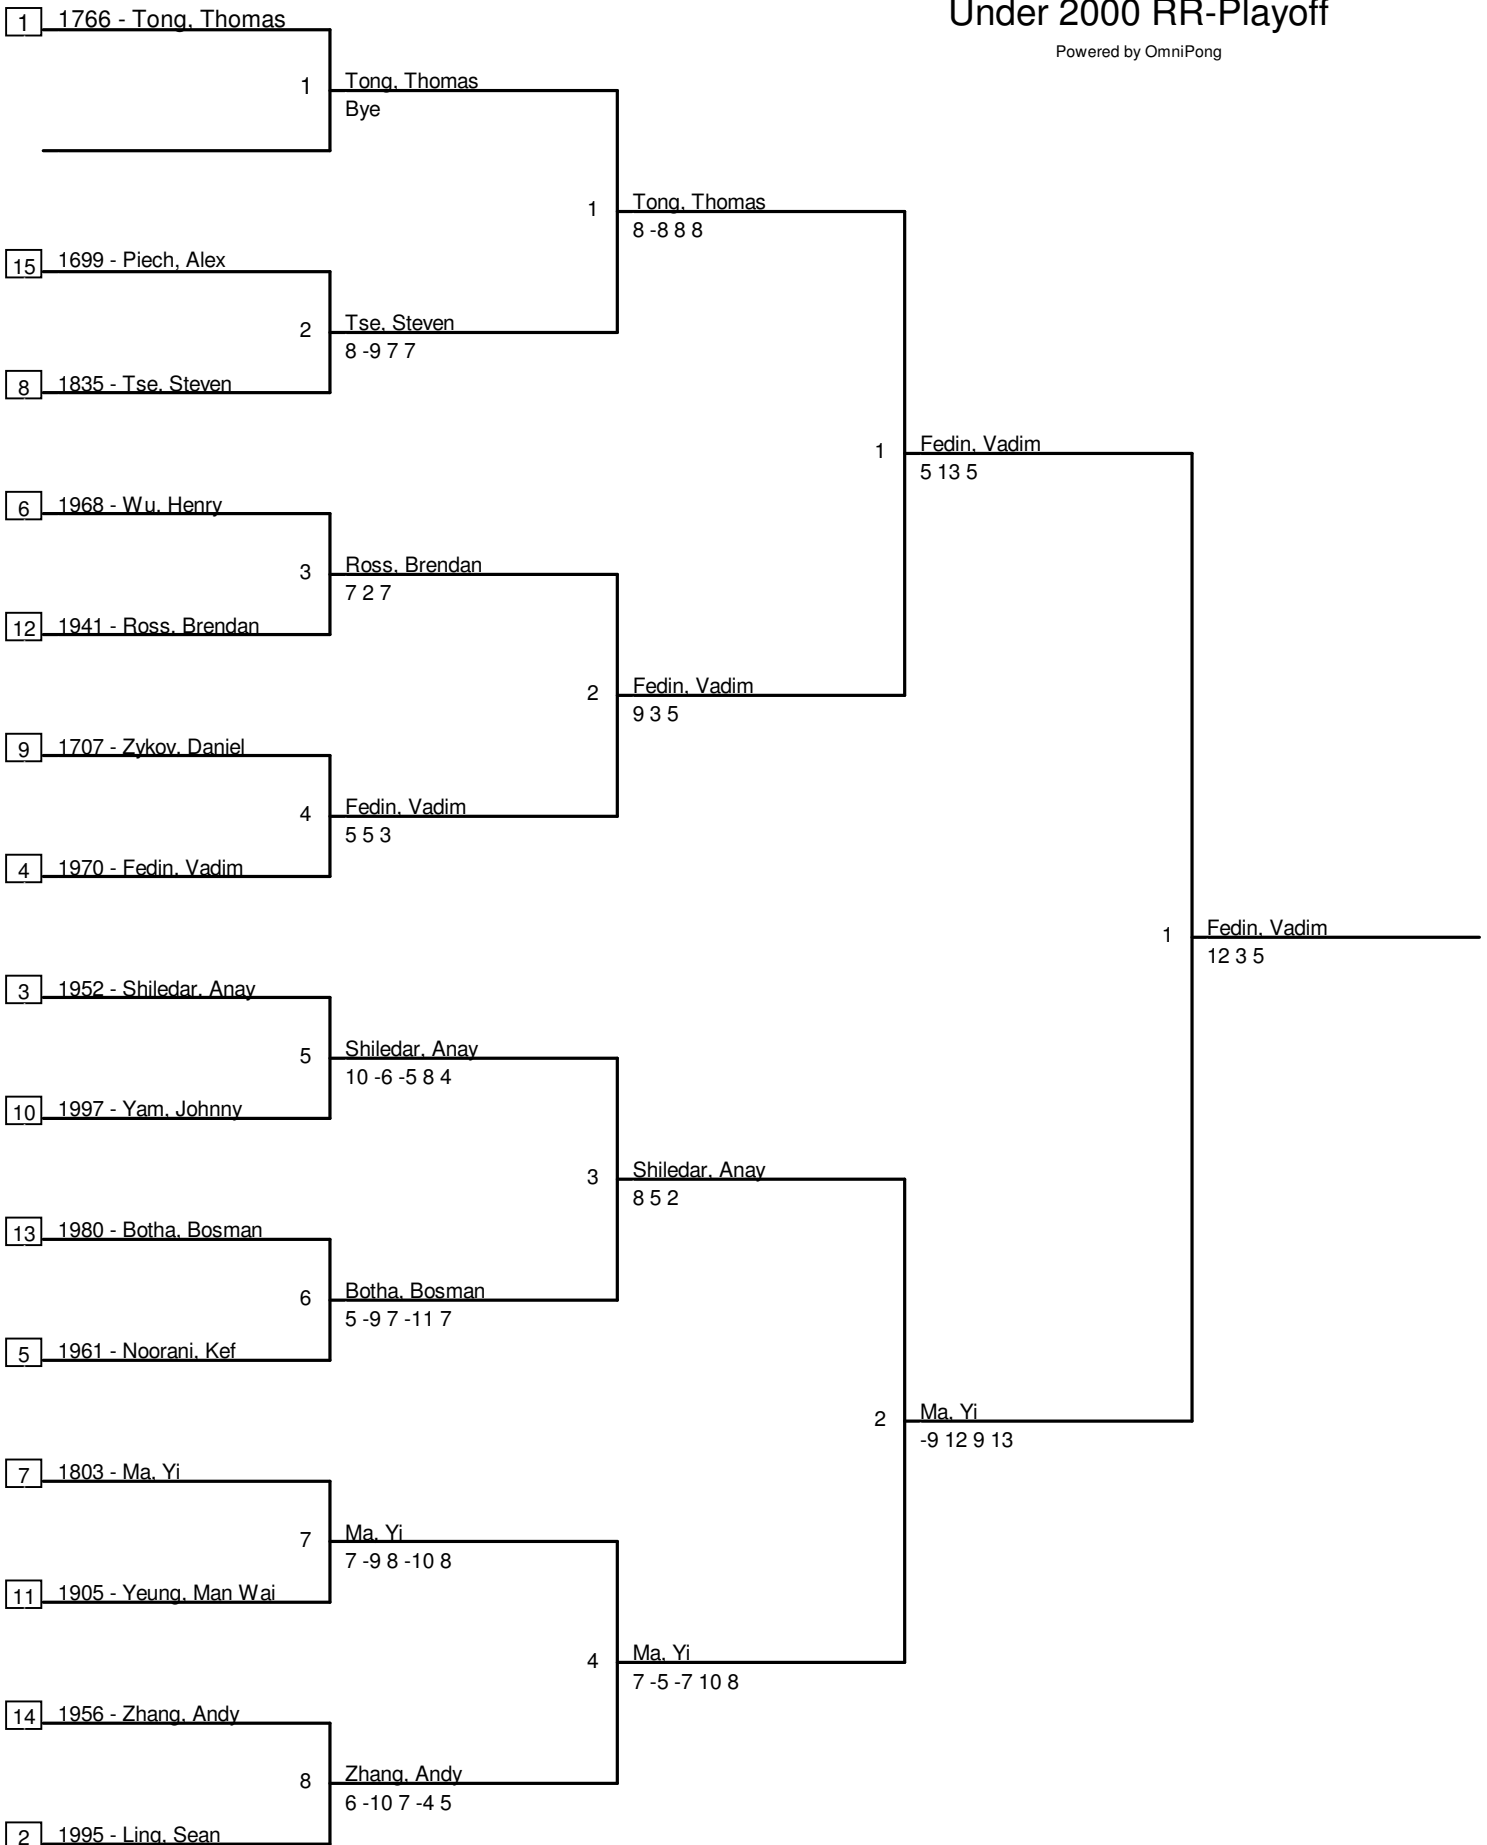 Under 2000 RR-Playoff
Powered by OmniPong
1 1766 - Tong, Thomas
1 Tong, Thomas
Bye
1 Tong, Thomas
8 -8 8 8
15 1699 - Piech, Alex
2 Tse, Steven
8 -9 7 7
8 1835 - Tse, Steven
1 Fedin, Vadim
5 13 5
6 1968 - Wu, Henry
3 Ross, Brendan
7 2 7
12 1941 - Ross, Brendan
2 Fedin, Vadim
9 3 5
9 1707 - Zykov, Daniel
4 Fedin, Vadim
5 5 3
4 1970 - Fedin, Vadim
1 Fedin, Vadim
12 3 5
3 1952 - Shiledar, Anay
5 Shiledar, Anay
10 -6 -5 8 4
10 1997 - Yam, Johnny
3 Shiledar, Anay
8 5 2
13 1980 - Botha, Bosman
6 Botha, Bosman
5 -9 7 -11 7
5 1961 - Noorani, Kef
2 Ma, Yi
-9 12 9 13
7 1803 - Ma, Yi
7 Ma, Yi
7 -9 8 -10 8
11 1905 - Yeung, Man Wai
4 Ma, Yi
7 -5 -7 10 8
14 1956 - Zhang, Andy
8 Zhang, Andy
6 -10 7 -4 5
2 1995 - Ling, Sean